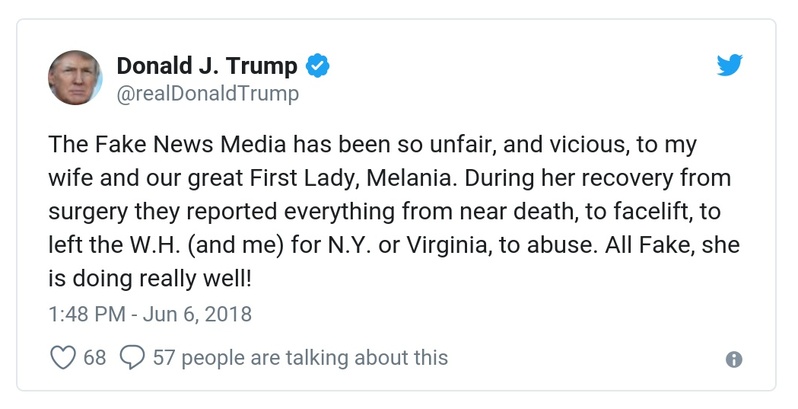 Donald J. Trump
@realDonaldTrump
The Fake News Media has been so unfair, and vicious, to my
wife and our great First Lady, Melania. During her recovery from
surgery they reported everything from near death, to facelift, to
left the W.H. (and me) for N.Y. or Virginia, to abuse. All Fake, she
is doing really well!
1:48 PM - Jun 6, 2018
68 57 people are talking about this